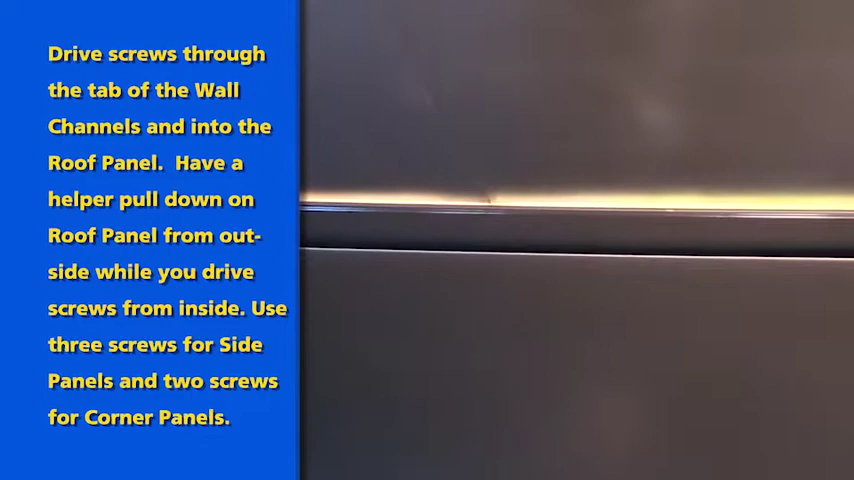 Drive screws through
the tab of the Wall
Channels and into the
Roof Panel.  Have a
helper pull down on
Roof Panel from out-
side while you drive
screws from inside. Use
three screws for Side
Panels and two screws
for Corner Panels.